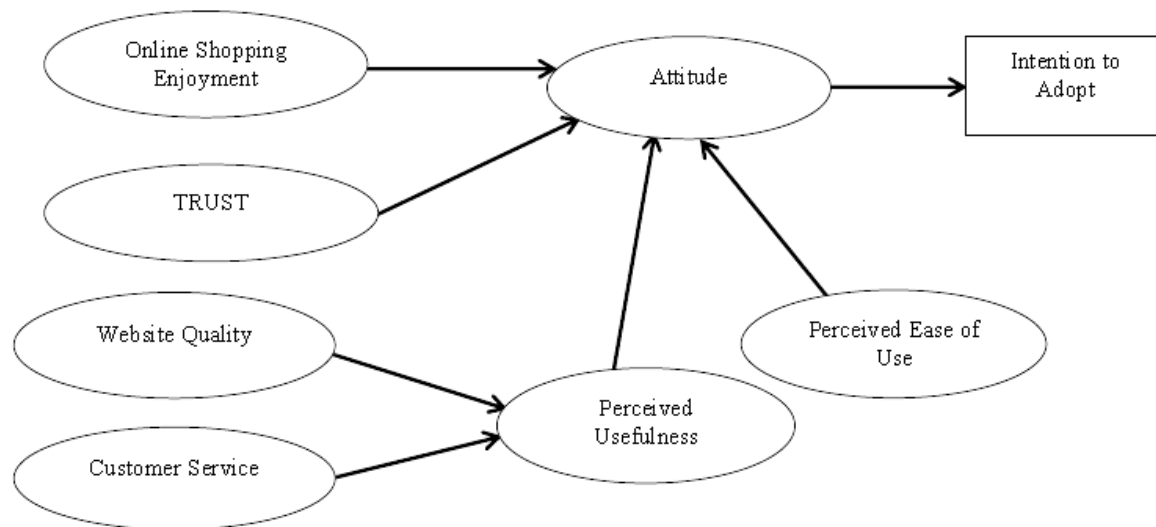 Online Shopping
Enjoyment
Attitude
Intention to
Adopt
TRUST
Website Quality
Perceived Ease of
Use
Perceived
Usefulness
Customer Service